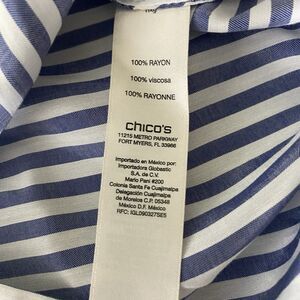 100% RAYON
100% viscosa
100% RAYONNE
chico's
11215 METRO PARKWAY
FORT MYERS, FL 33966
Importado en México por:
Importadora Globastic
S.A. de C.V.
Mario Pani #200
Colonia Santa Fe Cuajimalpa
Delegación Cuajimalpa
de Morelos C.P. 05348
México D.F. México
RFC; IGL090327SE5